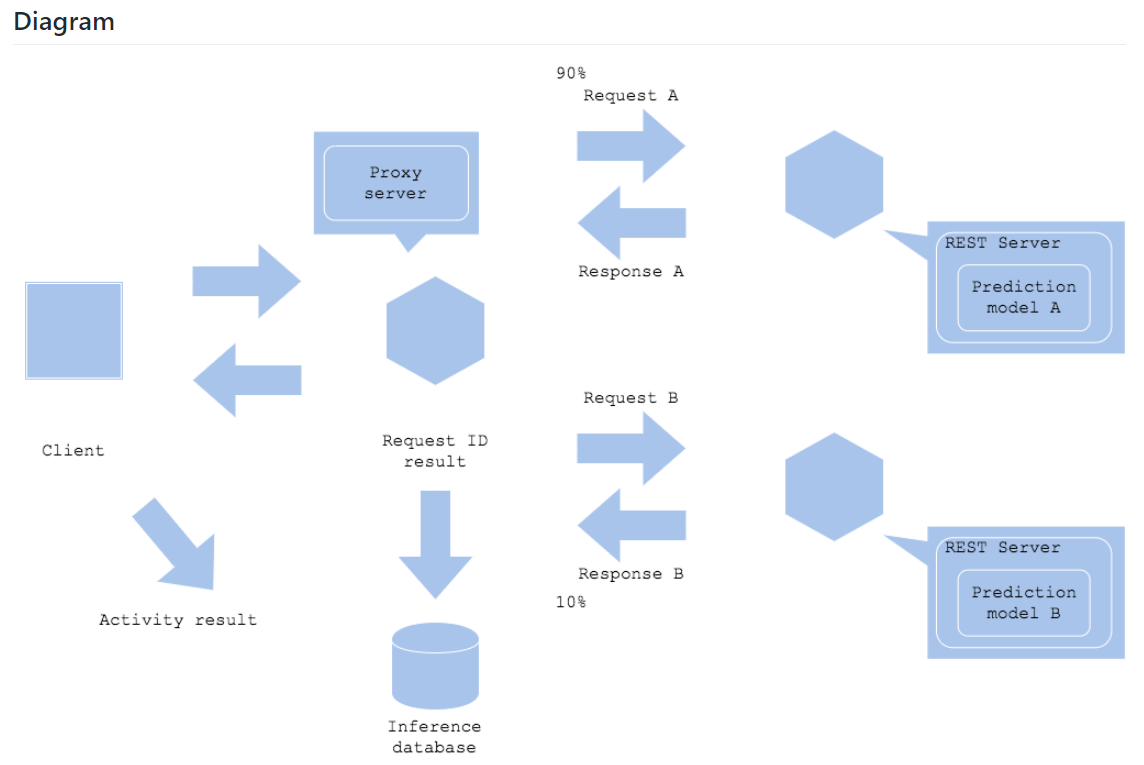 Diagram
90%
Request A
Proxy
server
Response A
REST Server
Prediction
model A
Client
Request ID
result
Request B
Response B
10%
REST Server
Prediction
model B
Activity result
Inference
database